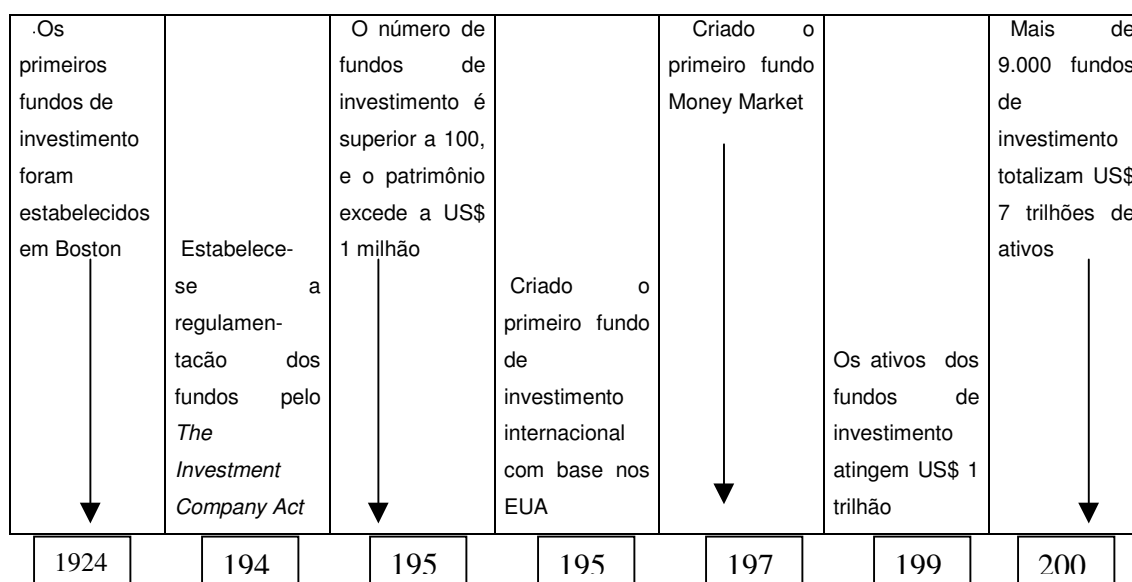 .Os
primeiros
fundos de
investimento
foram
estabelecidos
em Boston
Estabelece-
se a
regulamen-
tacão dos
fundos pelo
The
Investment
Company Act
O número de
fundos de
investimento é
superior a 100,
e o patrimônio
excede a US$
1 milhão
Criado o
primeiro fundo
de
investimento
internacional
com base nos
EUA
Criado o
primeiro fundo
Money Market
Os ativos dos
fundos de
investimento
atingem US$ 1
trilhão
Mais de
9.000 fundos
de
investimento
totalizam US$
7 trilhões de
ativos
1924
194
195
195
197
199
200